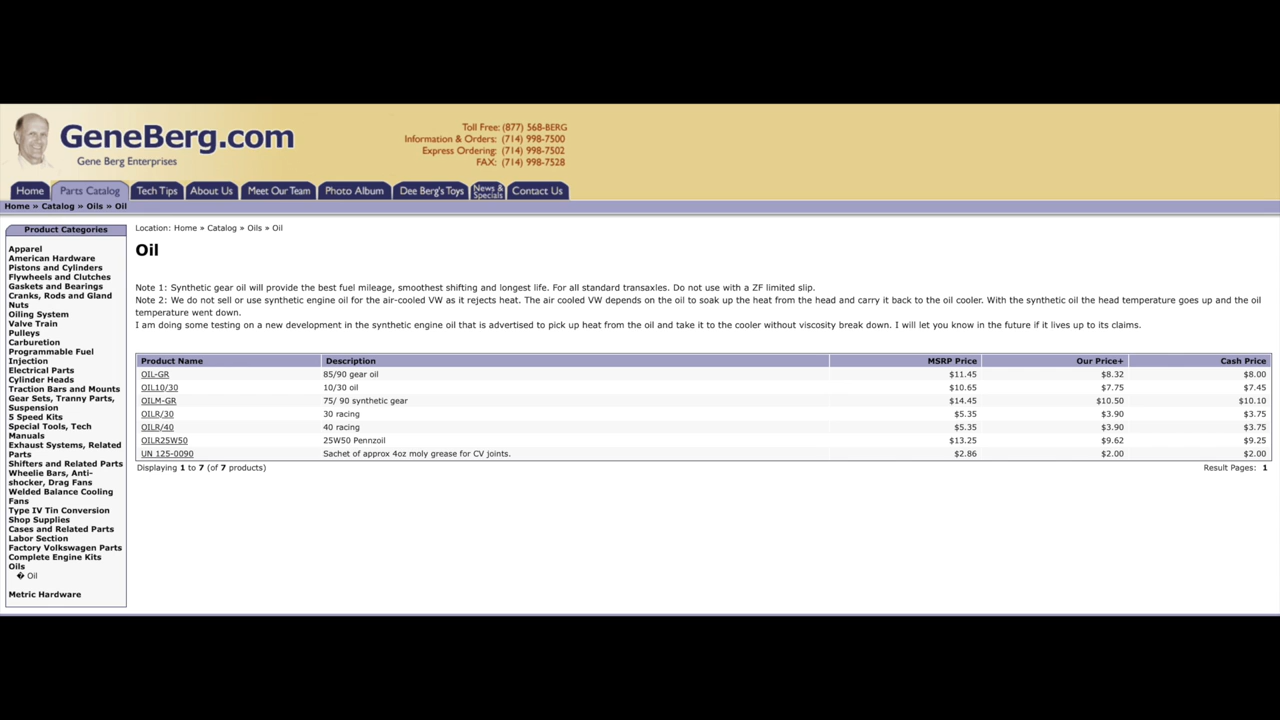 GeneBerg.com
Gene Berg Enterprises
Toll Free: (877) 568-BERG
Information & Orders: (714) 998-7500
Express Ordering: (714) 998-7502
FAX: (714) 998-7528
Home
Parts Catalog
Tech Tips
About Us
Meet Our Team
Photo Album
Dee Berg's Toys
News & Specials
Contact Us
Home » Catalog » Oils » Oil
Product Categories
Apparel
American Hardware
Pistons and Cylinders
Flywheels and Clutches
Gaskets and Bearings
Cranks, Rods and Gland
Nuts
Oiling System
Valve Train
Pulleys
Carburetion
Programmable Fuel
Injection
Electrical Parts
Cylinder Heads
Traction Bars and Mounts
Gear Sets, Tranny Parts,
Suspension
5 Speed Kits
Special Tools, Tech
Manuals
Exhaust Systems, Related
Parts
Shifters and Related Parts
Wheelie Bars, Anti-
shocker, Drag Fans
Welded Balance Cooling
Fans
Type IV Tin Conversion
Shop Supplies
Cases and Related Parts
Labor Section
Factory Volkswagen Parts
Complete Engine Kits
Oils
� Oil
Metric Hardware
Location: Home » Catalog » Oils » Oil
Oil
Note 1: Synthetic gear oil will provide the best fuel mileage, smoothest shifting and longest life. For all standard transaxles. Do not use with a ZF limited slip.
Note 2: We do not sell or use synthetic engine oil for the air-cooled VW as it rejects heat. The air cooled VW depends on the oil to soak up the heat from the head and carry it back to the oil cooler. With the synthetic oil the head temperature goes up and the oil
temperature went down.
I am doing some testing on a new development in the synthetic engine oil that is advertised to pick up heat from the oil and take it to the cooler without viscosity break down. I will let you know in the future if it lives up to its claims.
Product Name Description MSRP Price Our Price+ Cash Price
OIL-GR 85/90 gear oil $11.45 $8.32 $8.00
OIL10/30 10/30 oil $10.65 $7.75 $7.45
OILM-GR 75/ 90 synthetic gear $14.45 $10.50 $10.10
OILR/30 30 racing $5.35 $3.90 $3.75
OILR/40 40 racing $5.35 $3.90 $3.75
OILR25W50 25W50 Pennzoil $13.25 $9.62 $9.25
UN 125-0090 Sachet of approx 4oz moly grease for CV joints. $2.86 $2.00 $2.00
Displaying 1 to 7 (of 7 products) Result Pages: 1